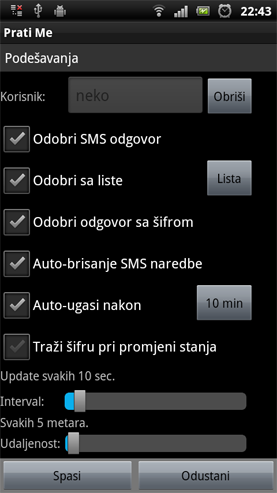 22:43
Prati Me
Podešavanja
Korisnik: neko Obriši
Odobri SMS odgovor
Odobri sa liste Lista
Odobri odgovor sa šifrom
Auto-brisanje SMS naredbe
Auto-ugasi nakon 10 min
Traži šifru pri promjeni stanja
Update svakih 10 sec.
Interval:
Svakih 5 metara.
Udaljenost:
Spasi Odustani